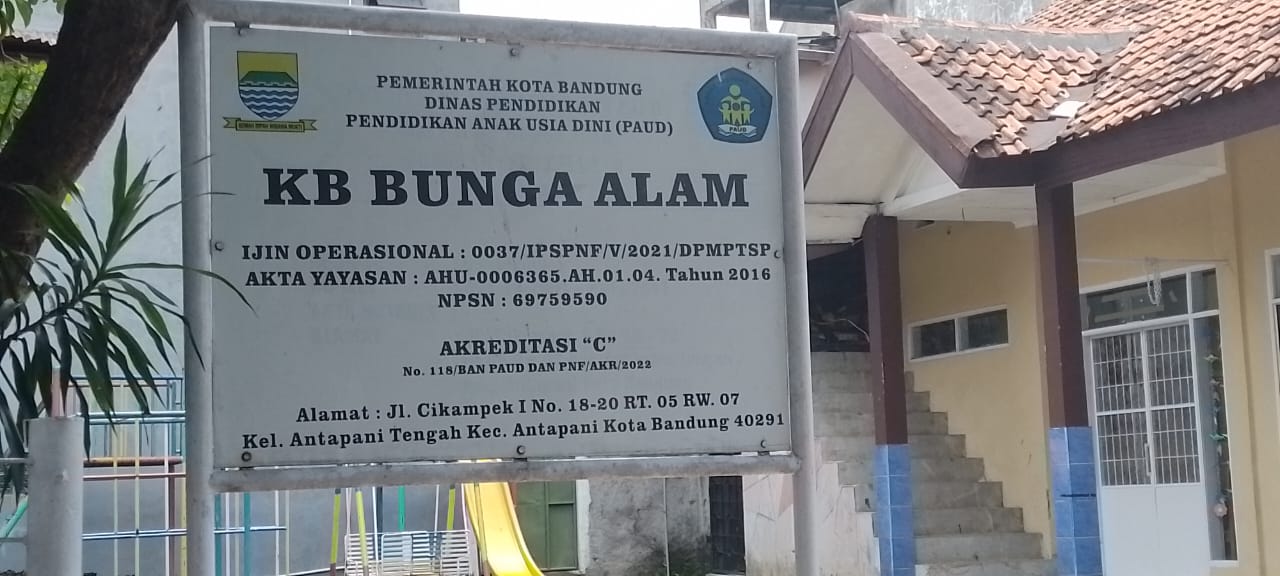 PEMERINTAH KOTA BANDUNG
DINAS PENDIDIKAN
PENDIDIKAN ANAK USIA DINI (PAUD)
PAUD
KB BUNGA ALAM
IJIN OPERASIONAL : 0037/IPSPNF/V/2021/DPMPTSP
AKTA YAYASAN : AHU-0006365.AH.01.04. Tahun 2016
NPSN : 69759590
AKREDITASI “C”
No. 118/BAN PAUD DAN PNF/AKR/2022
Alamat : Jl. Cikampek I No. 18-20 RT. 05 RW. 07
Kel. Antapani Tengah Kec. Antapani Kota Bandung 40291